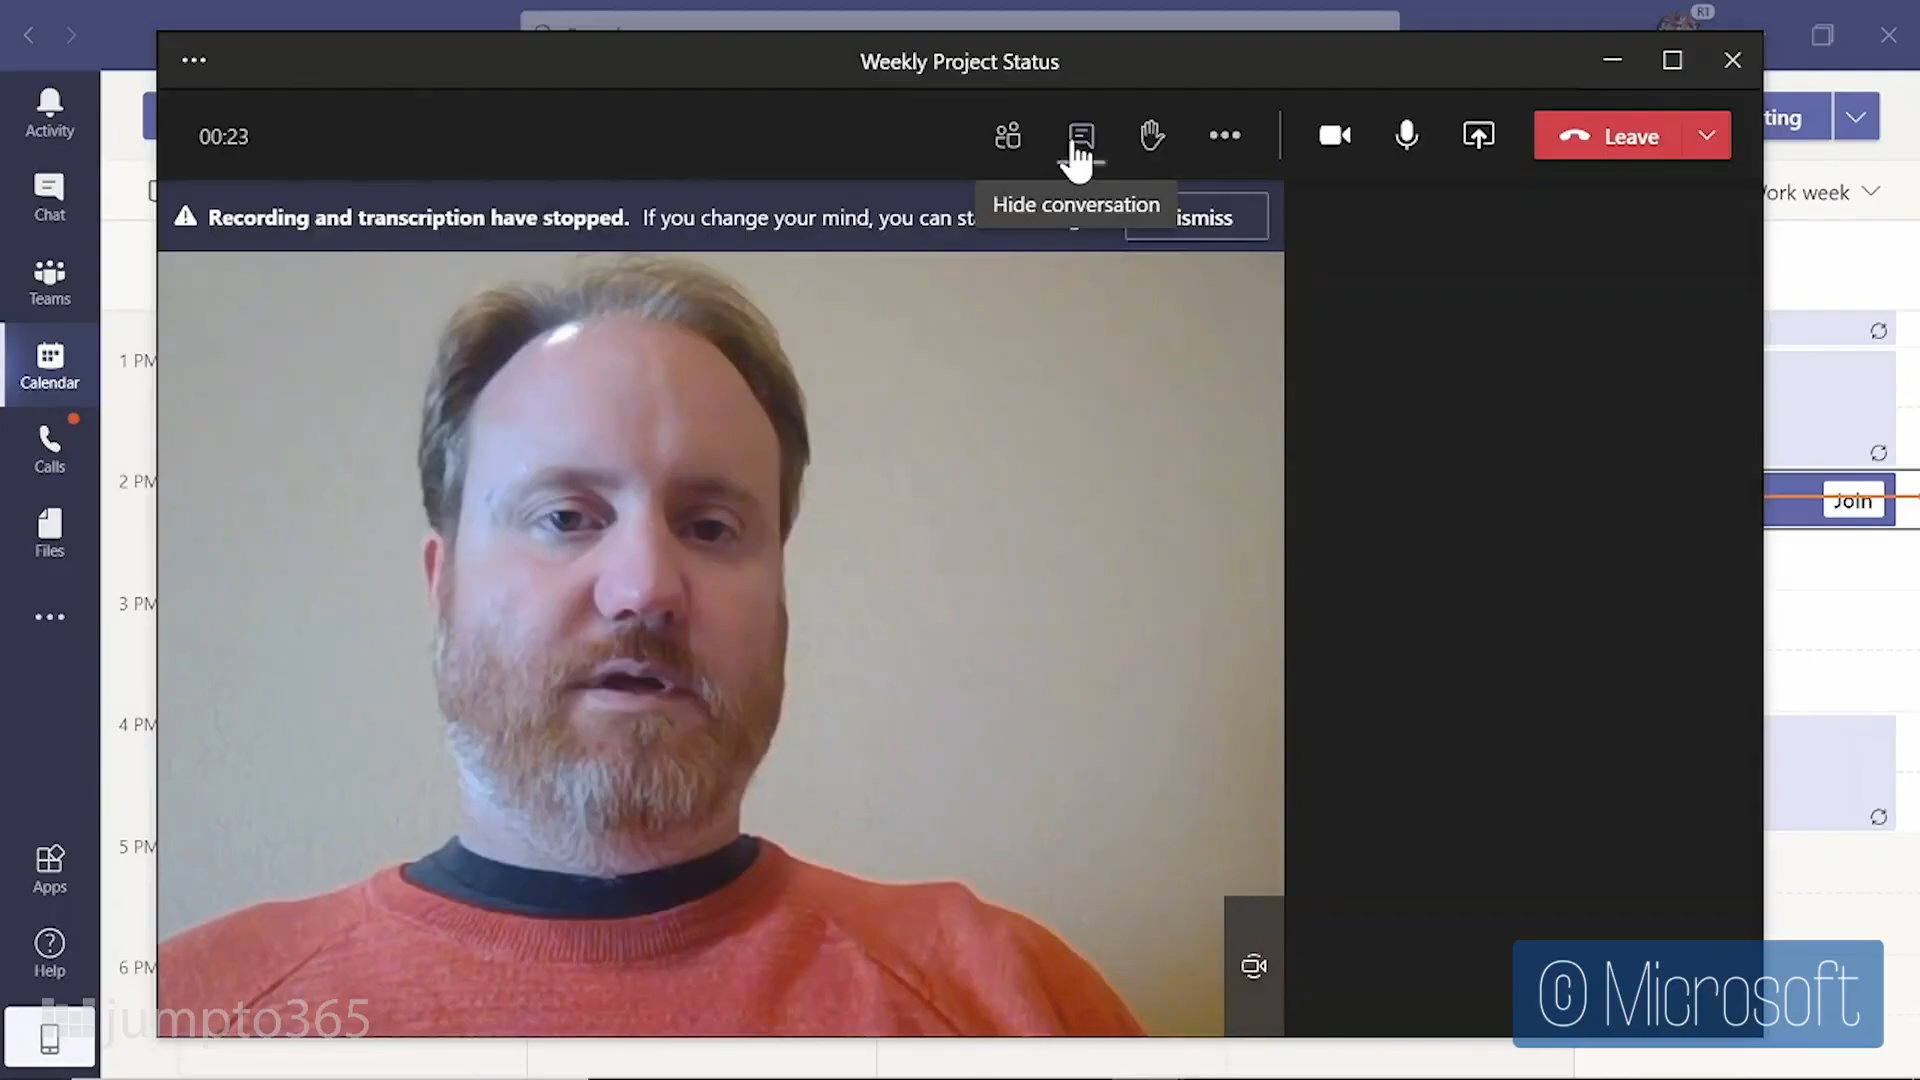 RT
Weekly Project Status
00:23
Leave
ting
Activity
Hide conversation
Chat
Work week
Recording and transcription have stopped. If you change your mind, you can st
ismiss
Teams
1 PM
Calendar
Calls
2 PM
Join
Files
3 PM
4 PM
5 PM
Apps
6 PM
Help
jumpto365
© Microsoft